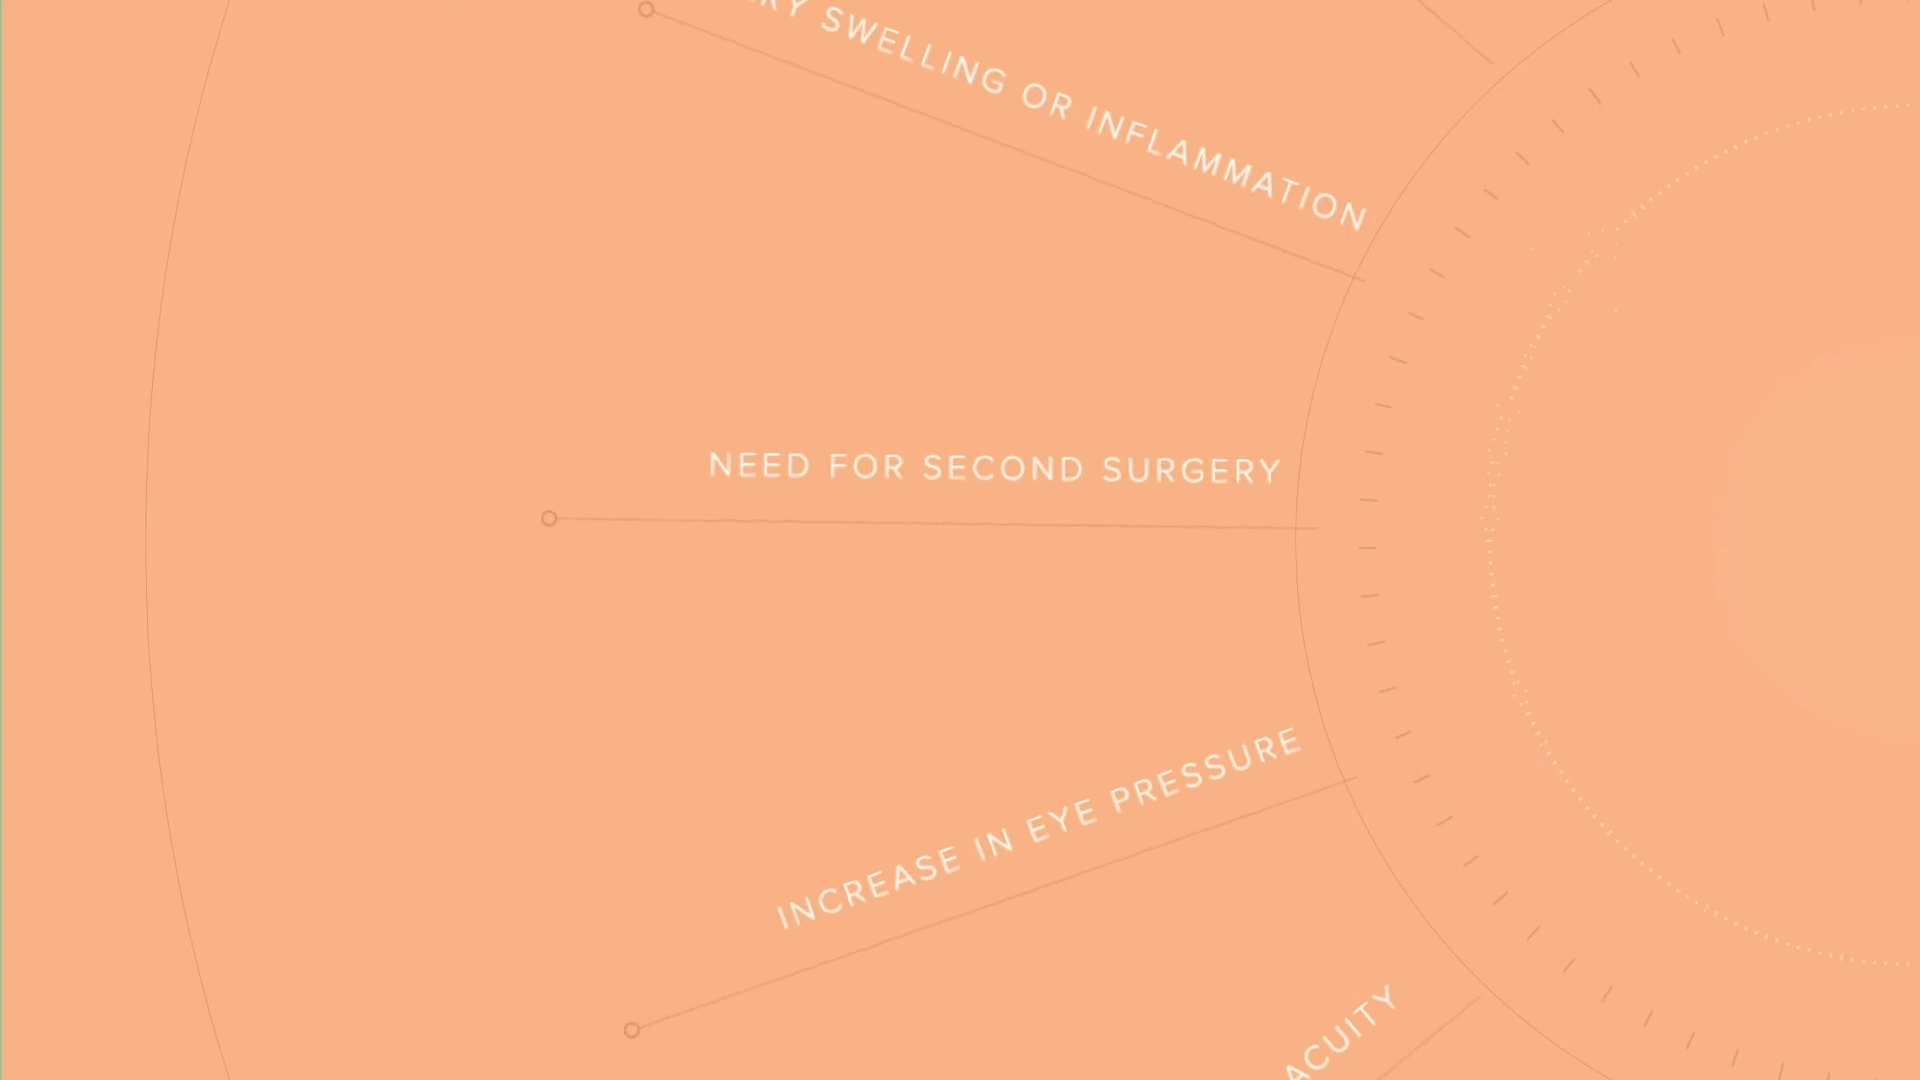 SWELLING OR INFLAMMATION
NEED FOR SECOND SURGERY
INCREASE IN EYE PRESSURE
ACUITY